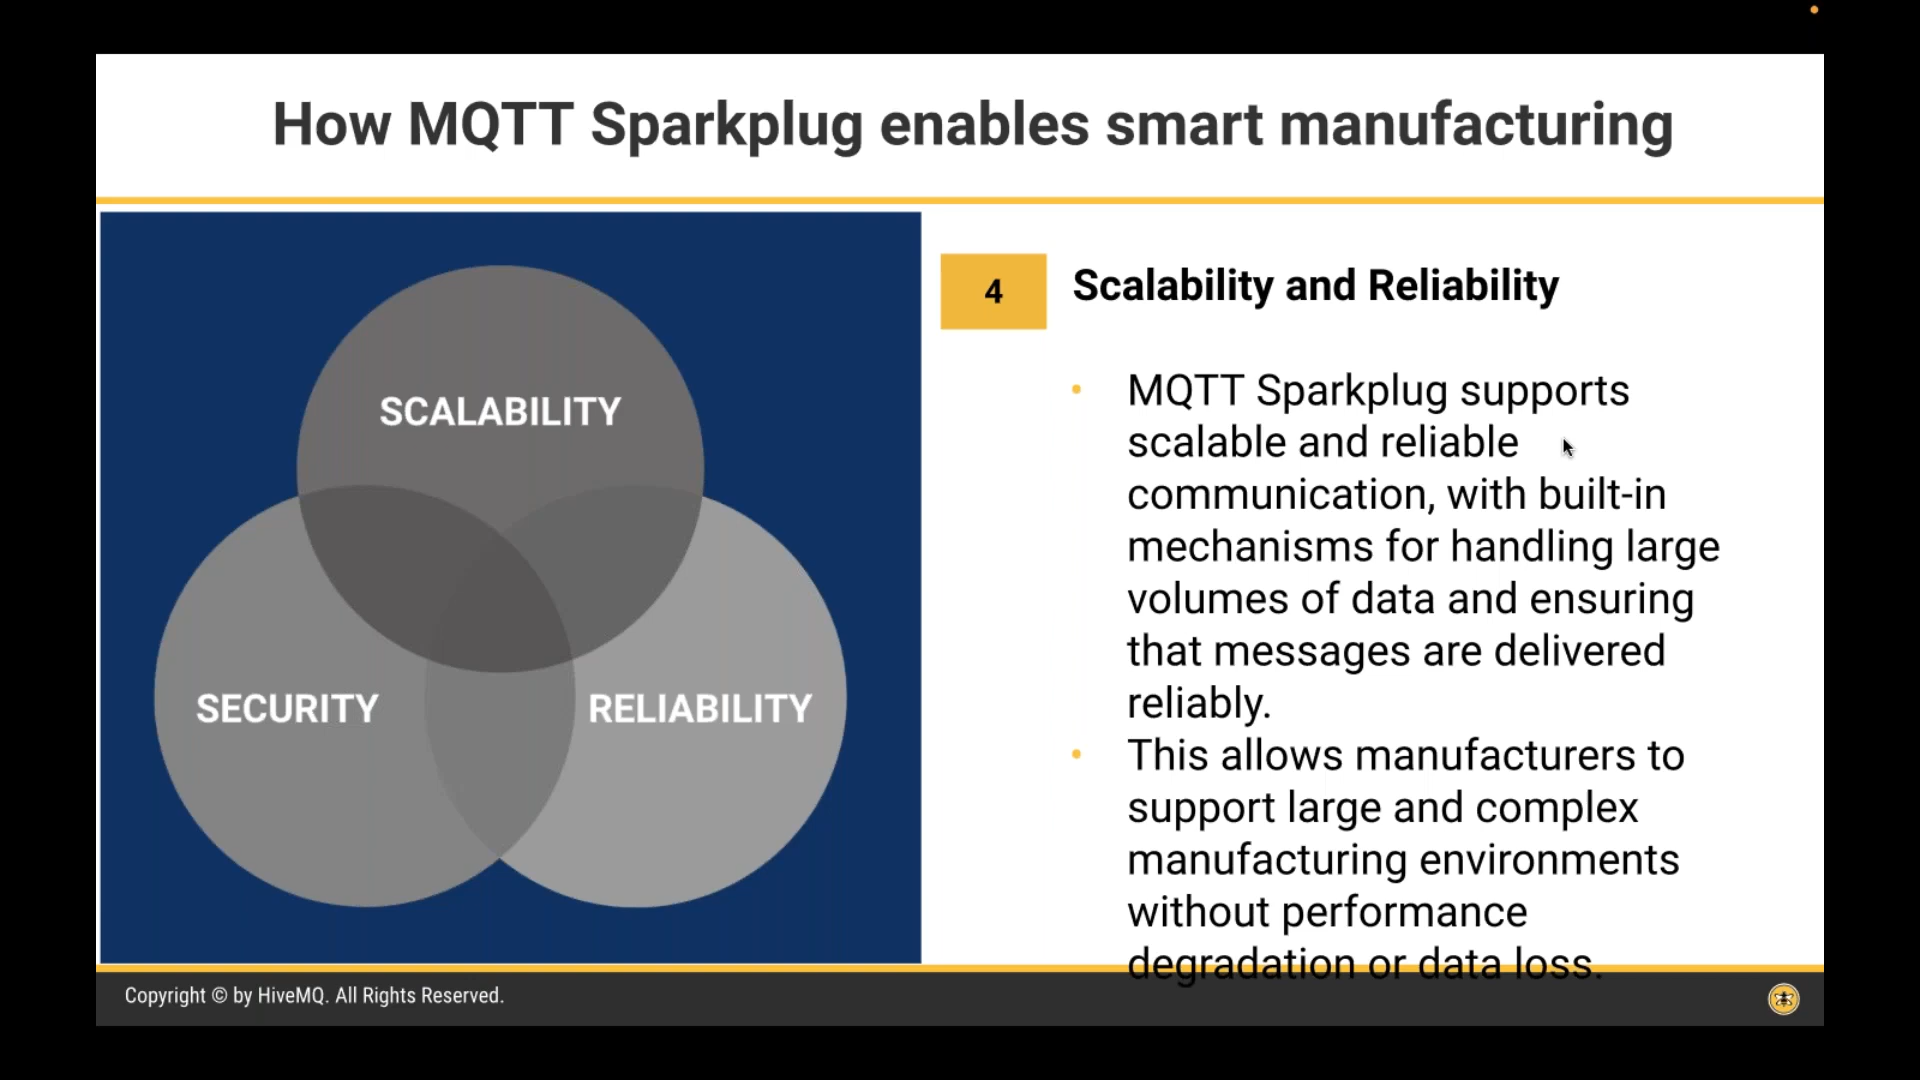 How MQTT Sparkplug enables smart manufacturing
SCALABILITY
SECURITY
RELIABILITY
4
Scalability and Reliability
• MQTT Sparkplug supports
scalable and reliable
communication, with built-in
mechanisms for handling large
volumes of data and ensuring
that messages are delivered
reliably.
• This allows manufacturers to
support large and complex
manufacturing environments
without performance
degradation or data loss.
Copyright © by HiveMQ. All Rights Reserved.